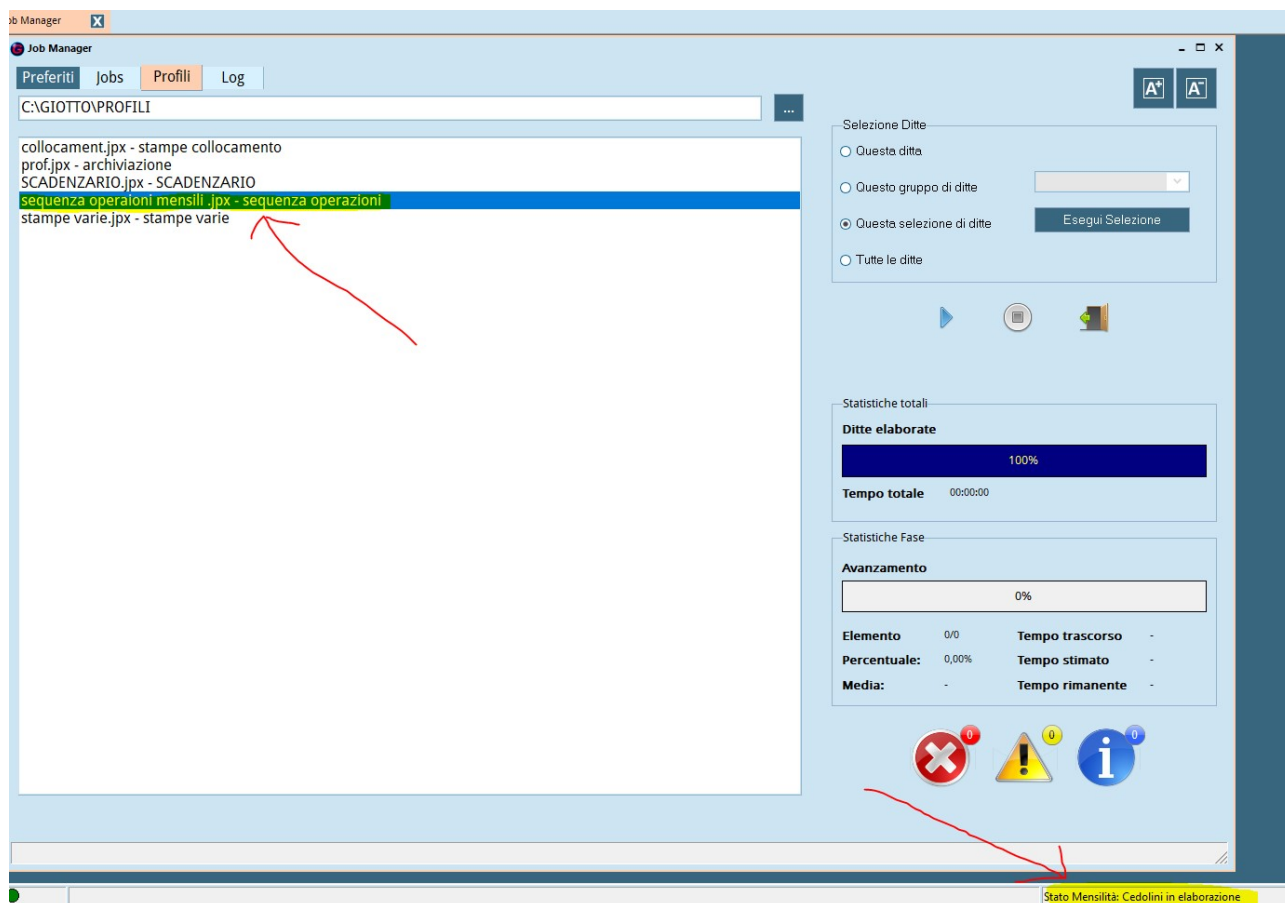 ob Manager X
Job Manager
Preferiti Jobs Profili Log
A+ A-
C:\GIOTTO\PROFILI ...
collocament.jpx - stampe collocamento
prof.jpx - archiviazione
SCADENZARIO.jpx - SCADENZARIO
sequenza operaioni mensili .jpx - sequenza operazioni
stampe varie.jpx - stampe varie
Selezione Ditte
Questa ditta
Questo gruppo di ditte
Questa selezione di ditte Esegui Selezione
Tutte le ditte
Statistiche totali
Ditte elaborate
100%
Tempo totale 00:00:00
Statistiche Fase
Avanzamento
0%
Elemento 0/0 Tempo trascorso -
Percentuale: 0,00% Tempo stimato -
Media: - Tempo rimanente -
0 0 0
Stato Mensilità: Cedolini in elaborazione